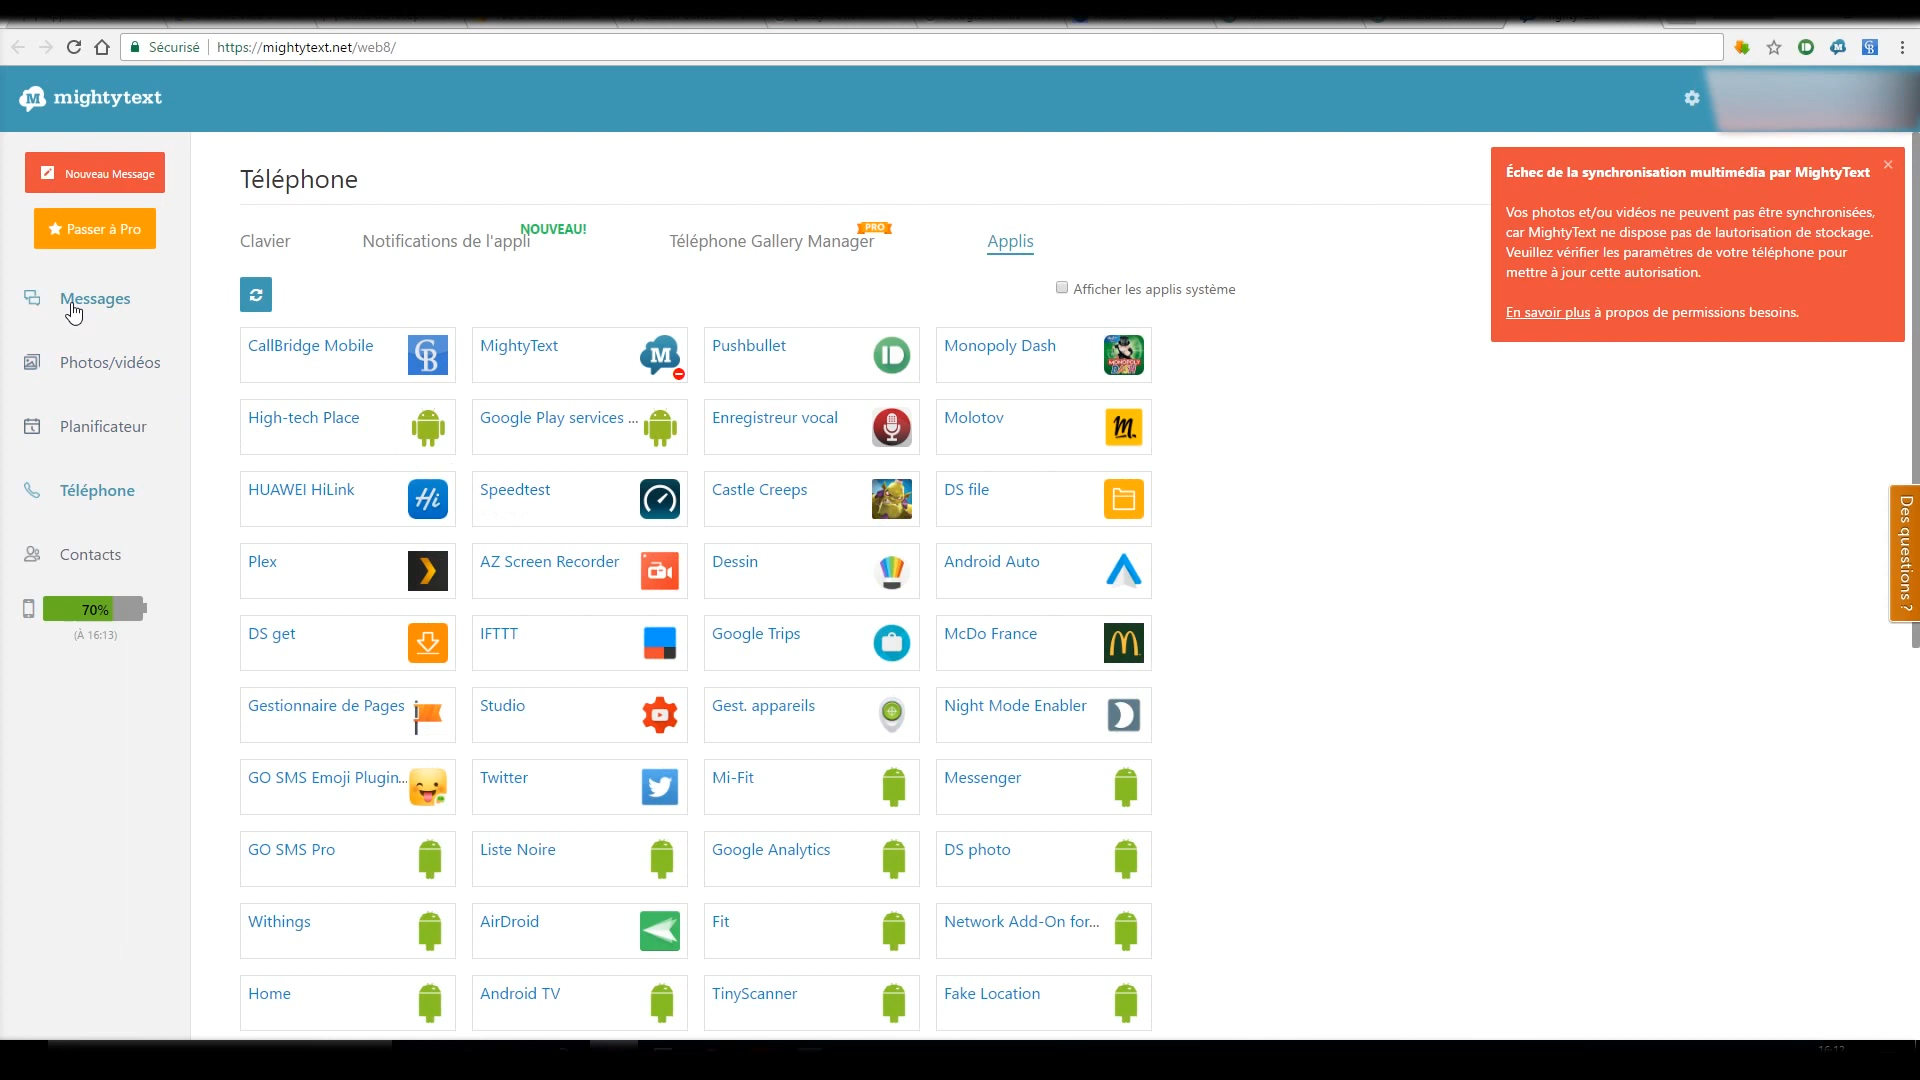 Sécurisé https://mightytext.net/web8/
mightytext
Nouveau Message
Passer à Pro
Messages
Photos/vidéos
Planificateur
Téléphone
Contacts
70%
(À 16:13)
Téléphone
Clavier
Notifications de l'appli
NOUVEAU!
Téléphone Gallery Manager
PRO
Applis
Afficher les applis système
CallBridge Mobile
MightyText
Pushbullet
Monopoly Dash
High-tech Place
Google Play services ...
Enregistreur vocal
Molotov
HUAWEI HiLink
Speedtest
Castle Creeps
DS file
Plex
AZ Screen Recorder
Dessin
Android Auto
DS get
IFTTT
Google Trips
McDo France
Gestionnaire de Pages
Studio
Gest. appareils
Night Mode Enabler
GO SMS Emoji Plugin...
Twitter
Mi-Fit
Messenger
GO SMS Pro
Liste Noire
Google Analytics
DS photo
Withings
AirDroid
Fit
Network Add-On for...
Home
Android TV
TinyScanner
Fake Location
Échec de la synchronisation multimédia par MightyText
Vos photos et/ou vidéos ne peuvent pas être synchronisées,
car MightyText ne dispose pas de lautorisation de stockage.
Veuillez vérifier les paramètres de votre téléphone pour
mettre à jour cette autorisation.
En savoir plus à propos de permissions besoins.
Des questions ?